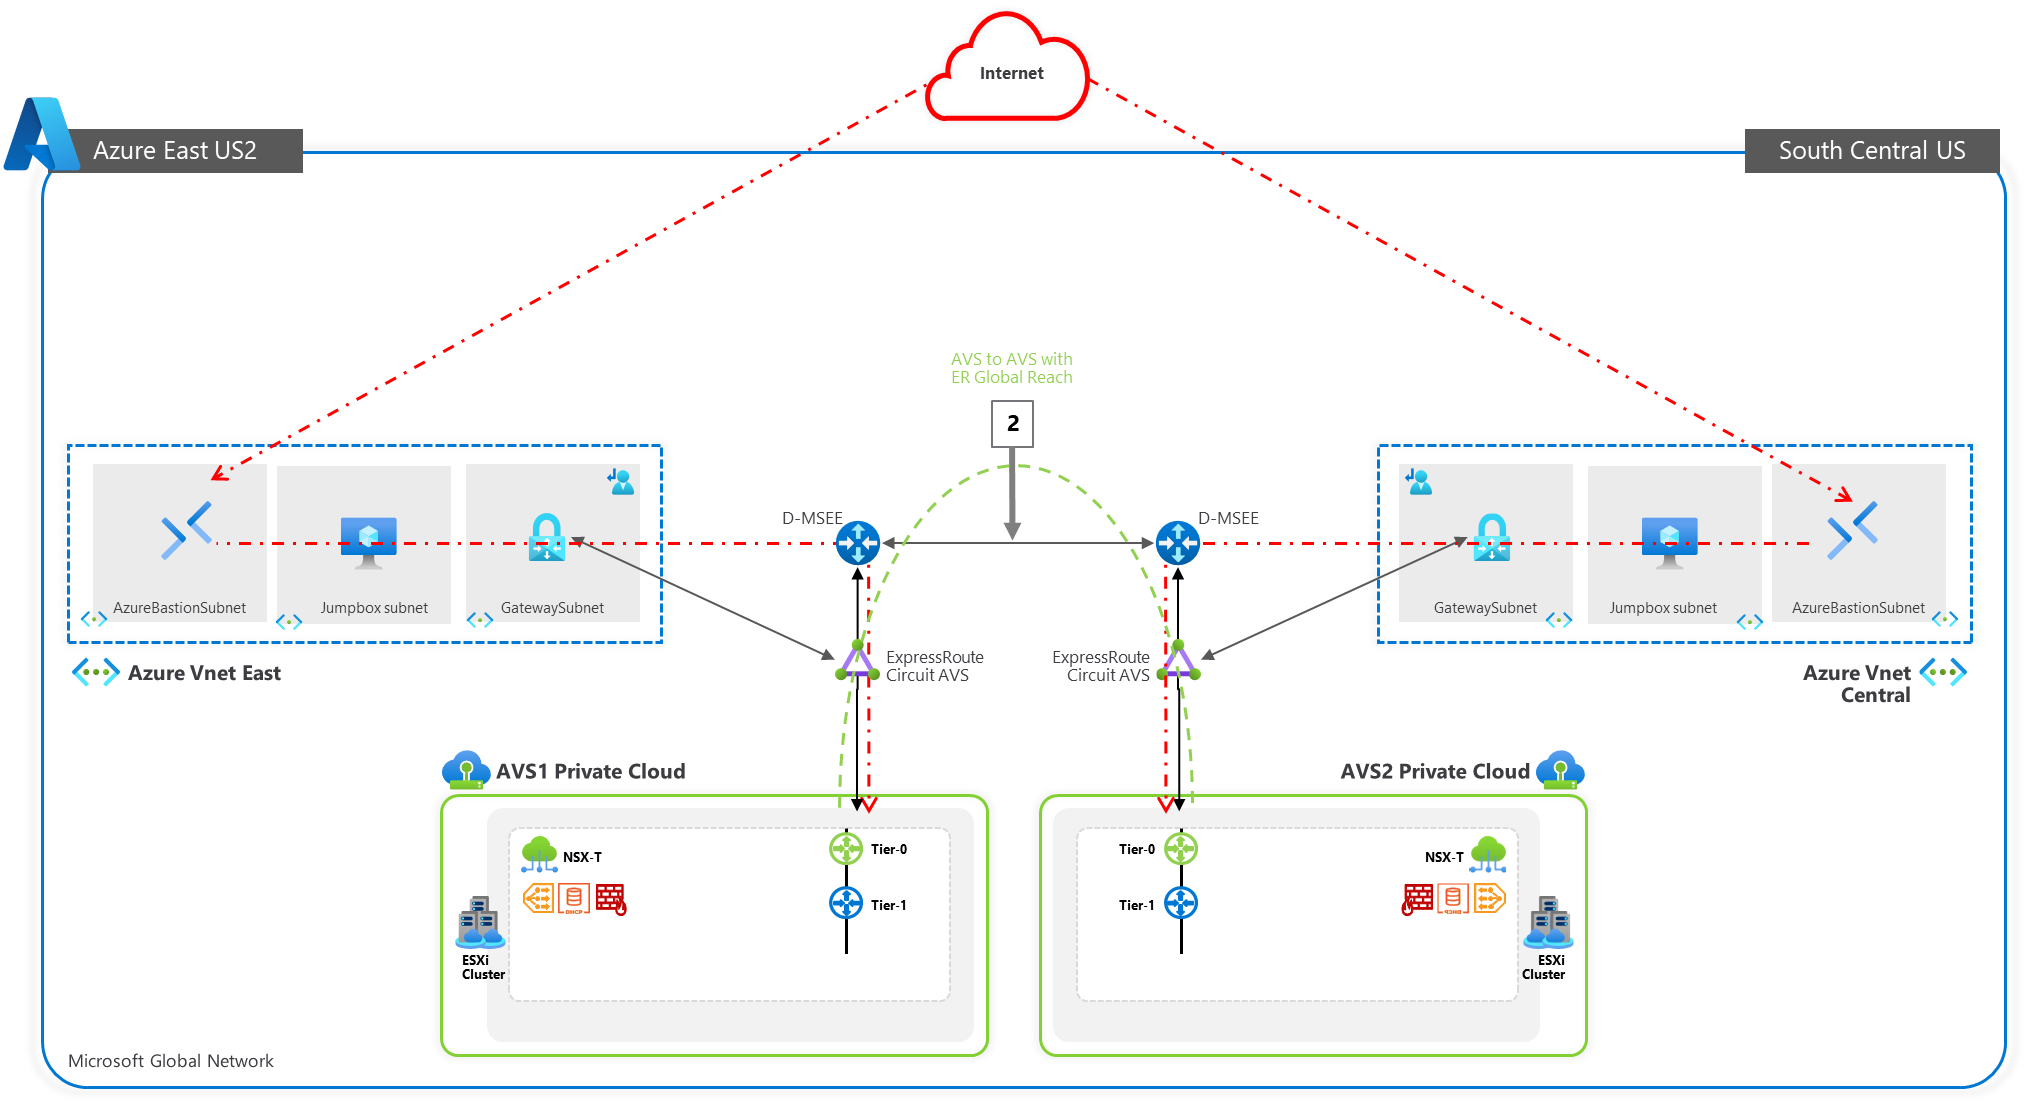 Internet
Azure East US2
South Central US
AVS to AVS with
ER Global Reach
2
D-MSEE
D-MSEE
AzureBastionSubnet
Jumpbox subnet
GatewaySubnet
GatewaySubnet
Jumpbox subnet
AzureBastionSubnet
Azure Vnet East
ExpressRoute
Circuit AVS
ExpressRoute
Circuit AVS
Azure Vnet
Central
AVS1 Private Cloud
AVS2 Private Cloud
NSX-T
DHCP
Tier-0
Tier-1
ESXi
Cluster
Tier-0
Tier-1
NSX-T
DHCP
ESXi
Cluster
Microsoft Global Network